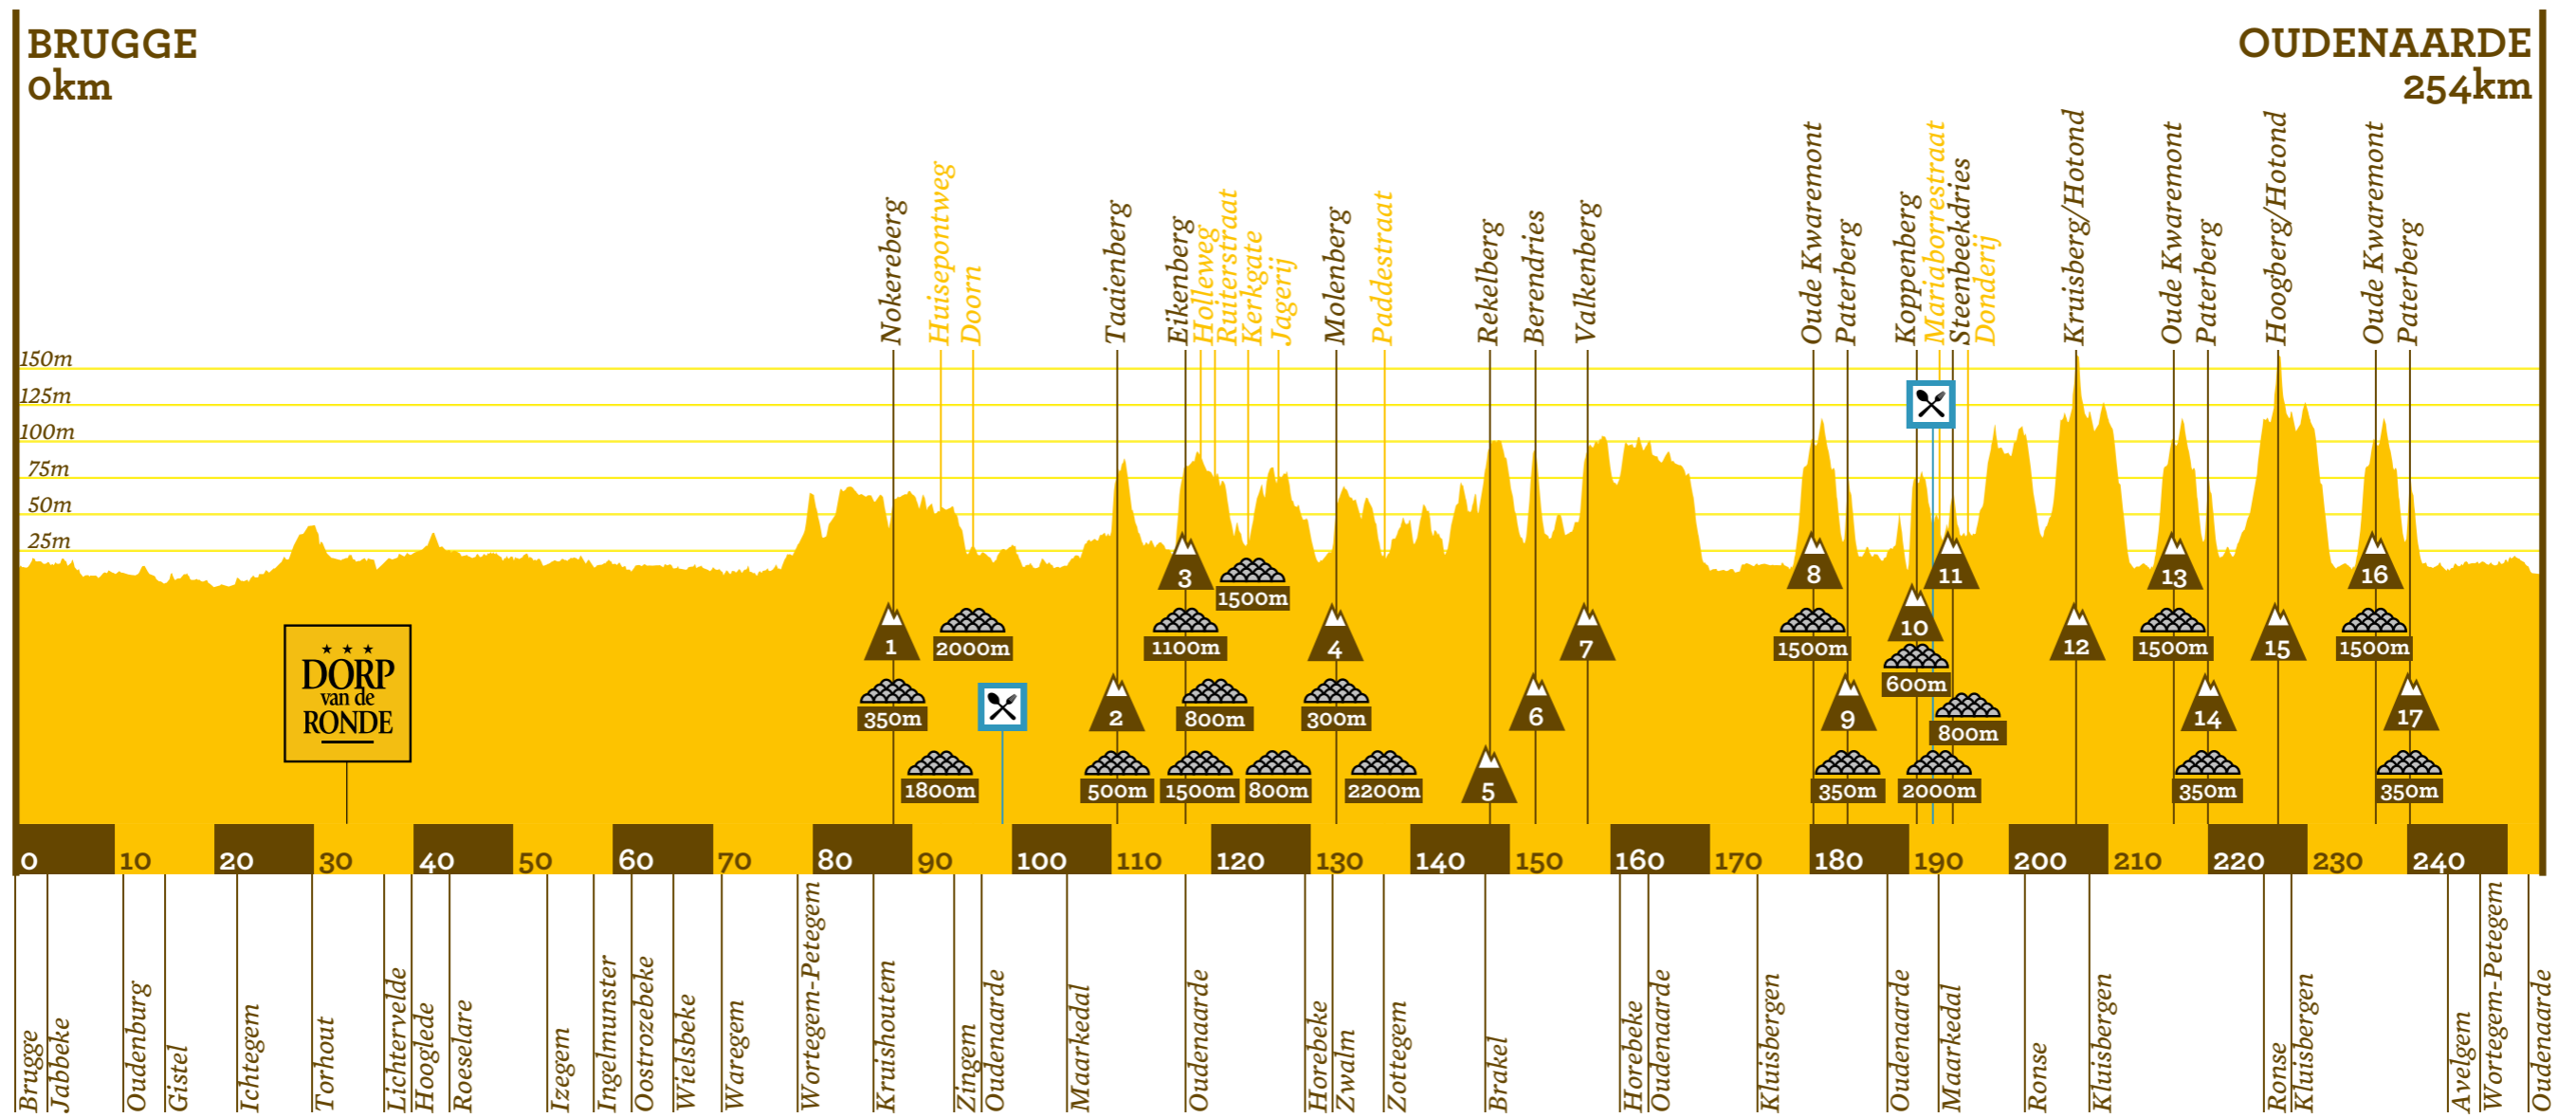 BRUGGE
0km
OUDENAARDE
254km
Nokereberg
Huisepontweg
Doorn
Taaienberg
Eikenberg
Holleweg
Ruiterstraat
Kerkgate
Jagerij
Molenberg
Paddestraat
Rekelberg
Berendries
Valkenberg
Oude Kwaremont
Paterberg
Koppenberg
Mariaborrestraat
Steenbeekdries
Donderij
Kruisberg/Hotond
Oude Kwaremont
Paterberg
Hoogberg/Hotond
Oude Kwaremont
Paterberg
150m
125m
100m
75m
50m
25m
DORP
van de
RONDE
1
350m
1800m
2000m
2
500m
3
1100m
1500m
800m
1500m
800m
4
300m
2200m
5
6
7
8
1500m
9
350m
10
600m
2000m
11
800m
12
13
1500m
14
350m
15
16
1500m
17
350m
0 10 20 30 40 50 60 70 80 90 100 110 120 130 140 150 160 170 180 190 200 210 220 230 240
Brugge
Jabbeke
Oudenburg
Gistel
Ichtegem
Torhout
Lichtervelde
Hooglede
Roeselare
Izegem
Ingelmunster
Oostrozebeke
Wielsbeke
Waregem
Wortegem-Petegem
Kruishoutem
Zingem
Oudenaarde
Maarkedal
Oudenaarde
Horebeke
Zwalm
Zottegem
Brakel
Horebeke
Oudenaarde
Kluisbergen
Oudenaarde
Maarkedal
Ronse
Kluisbergen
Ronse
Kluisbergen
Avelgem
Wortegem-Petegem
Oudenaarde